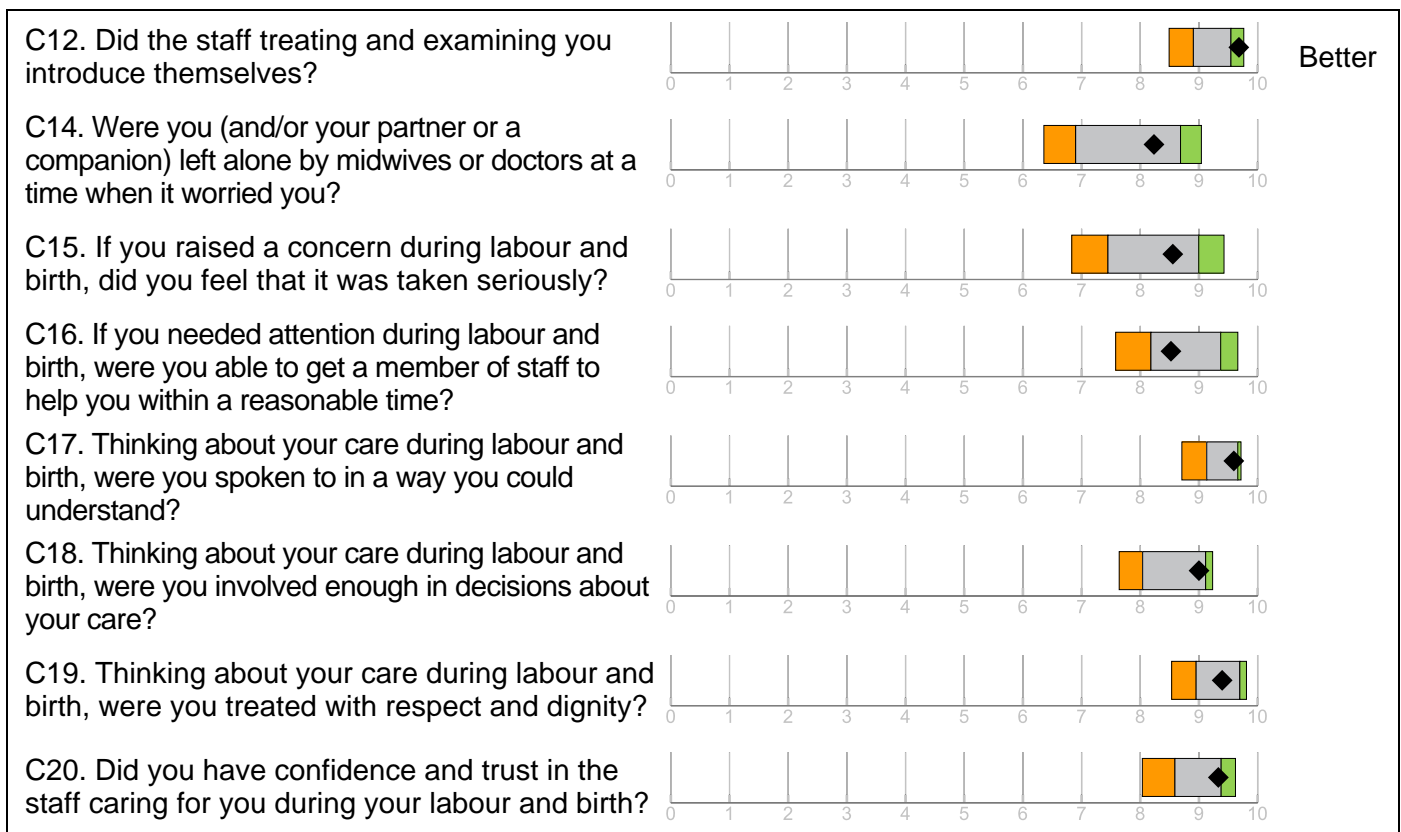 C12. Did the staff treating and examining you
introduce themselves?
Better
0 1 2 3 4 5 6 7 8 9 10
C14. Were you (and/or your partner or a
companion) left alone by midwives or doctors at a
time when it worried you?
0 1 2 3 4 5 6 7 8 9 10
C15. If you raised a concern during labour and
birth, did you feel that it was taken seriously?
0 1 2 3 4 5 6 7 8 9 10
C16. If you needed attention during labour and
birth, were you able to get a member of staff to
help you within a reasonable time?
0 1 2 3 4 5 6 7 8 9 10
C17. Thinking about your care during labour and
birth, were you spoken to in a way you could
understand?
0 1 2 3 4 5 6 7 8 9 10
C18. Thinking about your care during labour and
birth, were you involved enough in decisions about
your care?
0 1 2 3 4 5 6 7 8 9 10
C19. Thinking about your care during labour and
birth, were you treated with respect and dignity?
0 1 2 3 4 5 6 7 8 9 10
C20. Did you have confidence and trust in the
staff caring for you during your labour and birth?
0 1 2 3 4 5 6 7 8 9 10